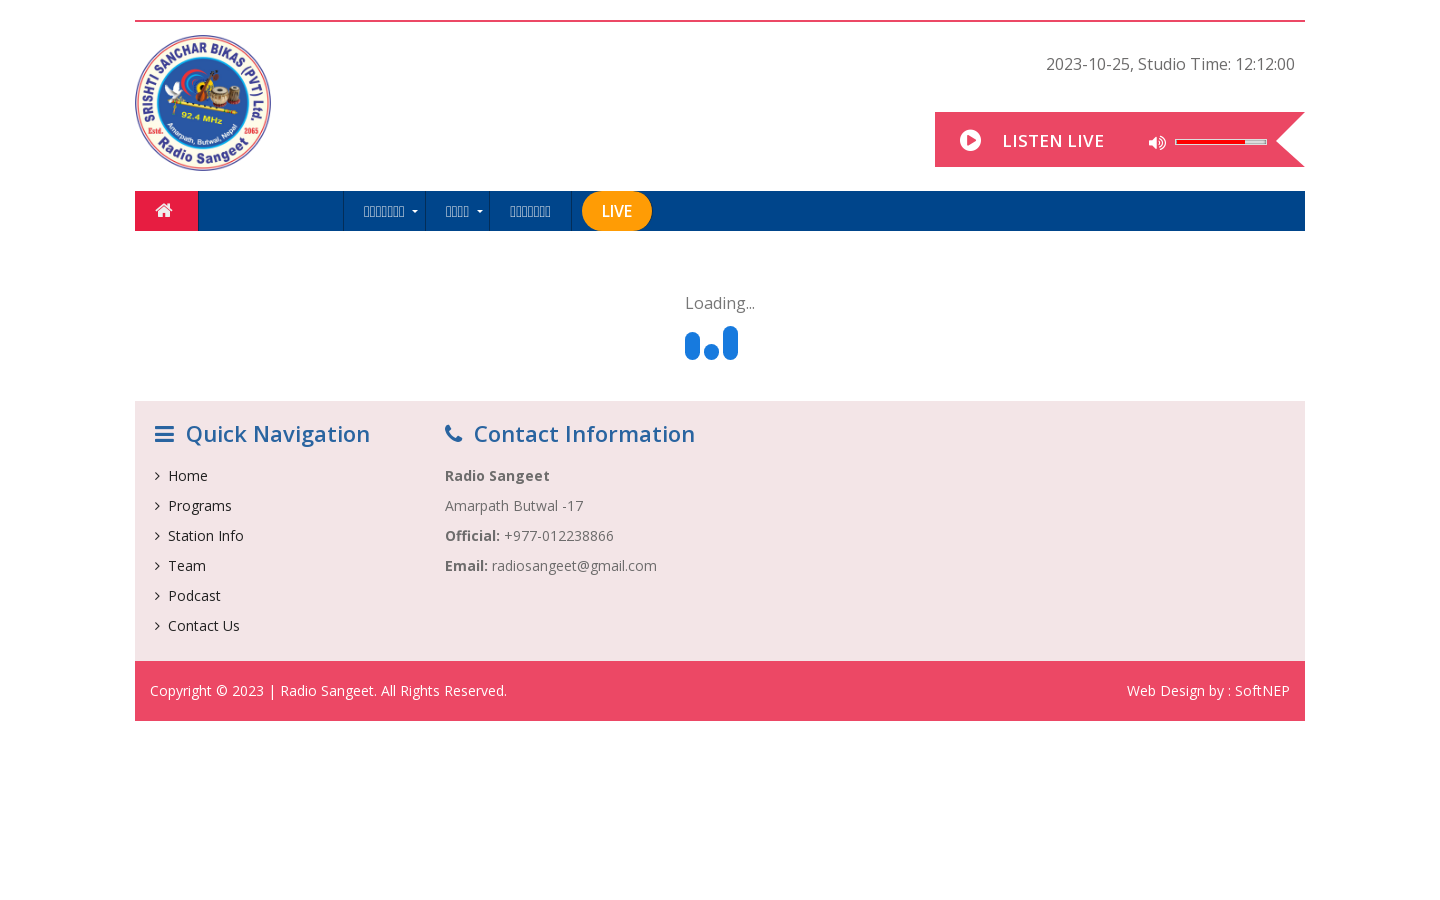 SRISHTI SANCHAR BIKAS (PVT) Ltd.
92.4 MHz
Amarpath, Butwal, Nepal
Estd. 2065
Radio Sangeet
2023-10-25, Studio Time: 12:12:00
LISTEN LIVE
LIVE
Loading...
Quick Navigation
Home
Programs
Station Info
Team
Podcast
Contact Us
Contact Information
Radio Sangeet
Amarpath Butwal -17
Official: +977-012238866
Email: radiosangeet@gmail.com
Copyright © 2023 | Radio Sangeet. All Rights Reserved.
Web Design by : SoftNEP